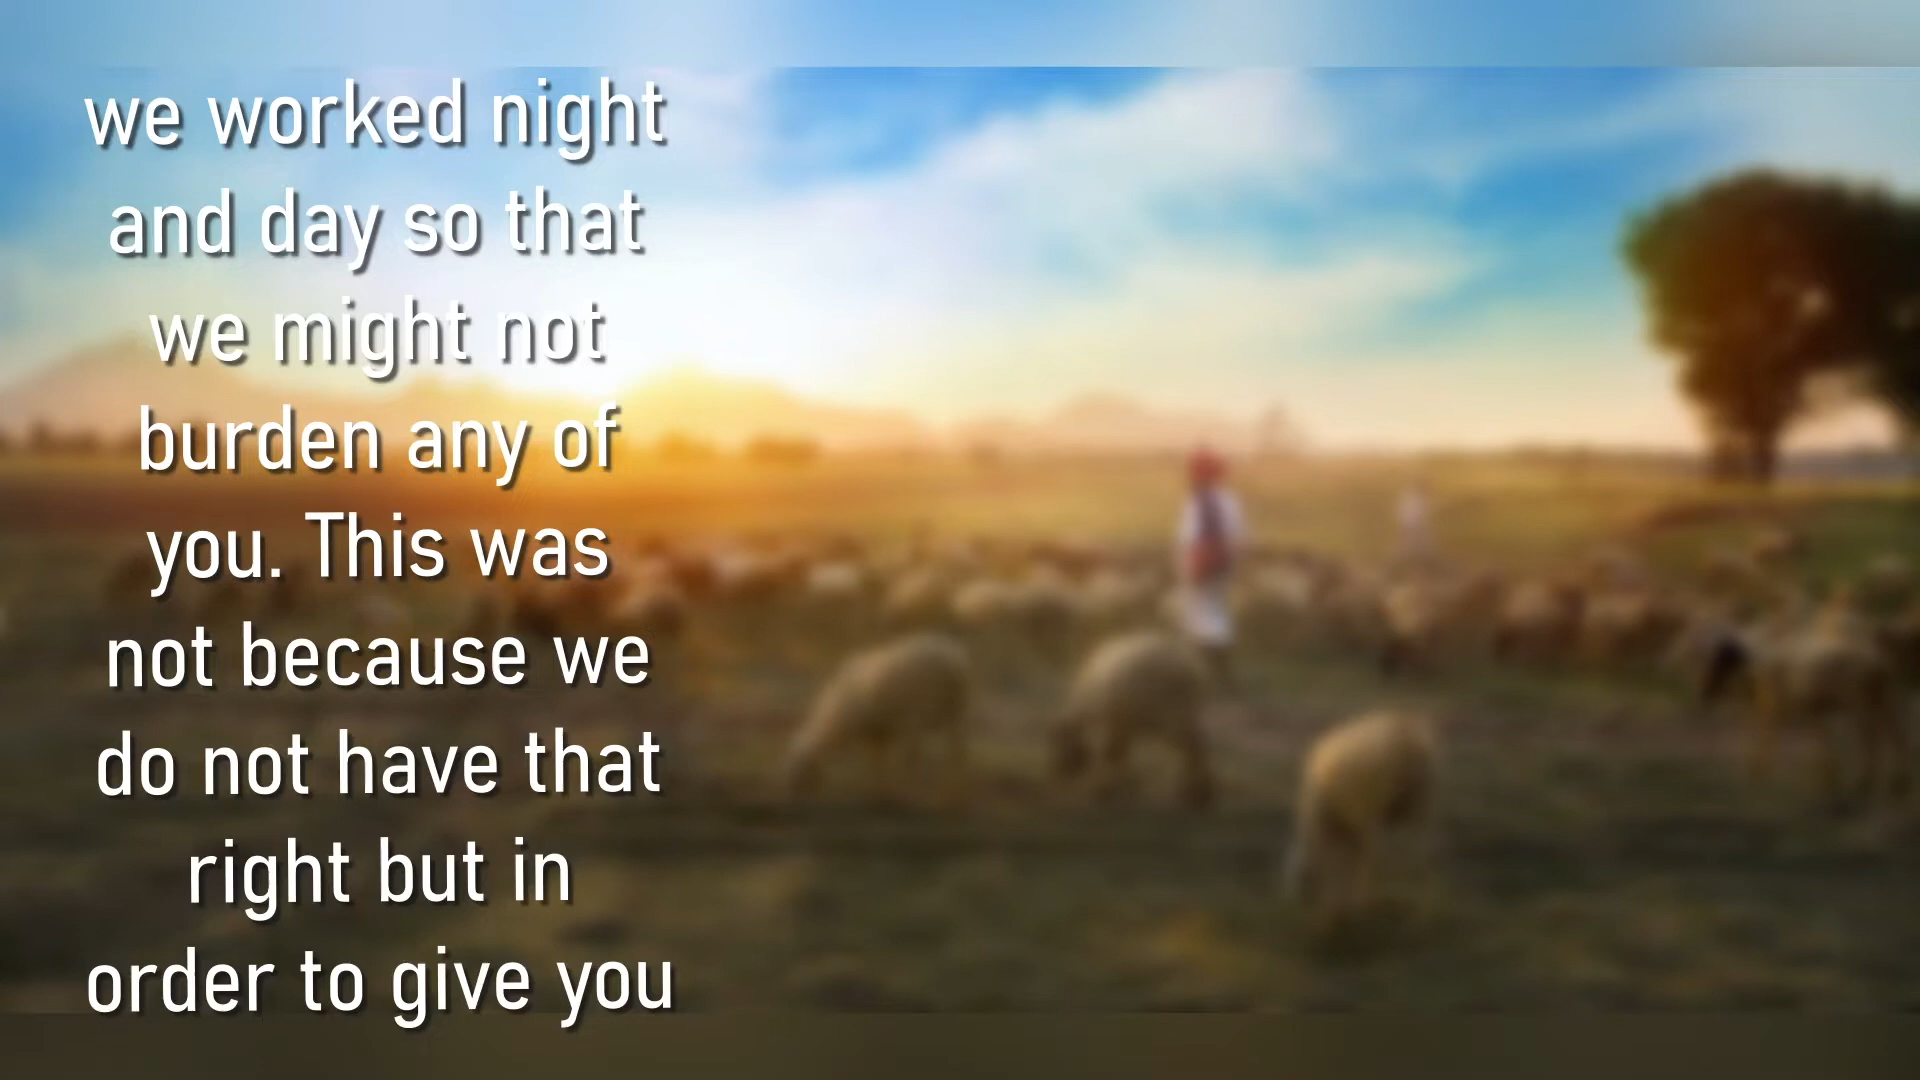 we worked night
and day so that
we might not
burden any of
you. This was
not because we
do not have that
right but in
order to give you